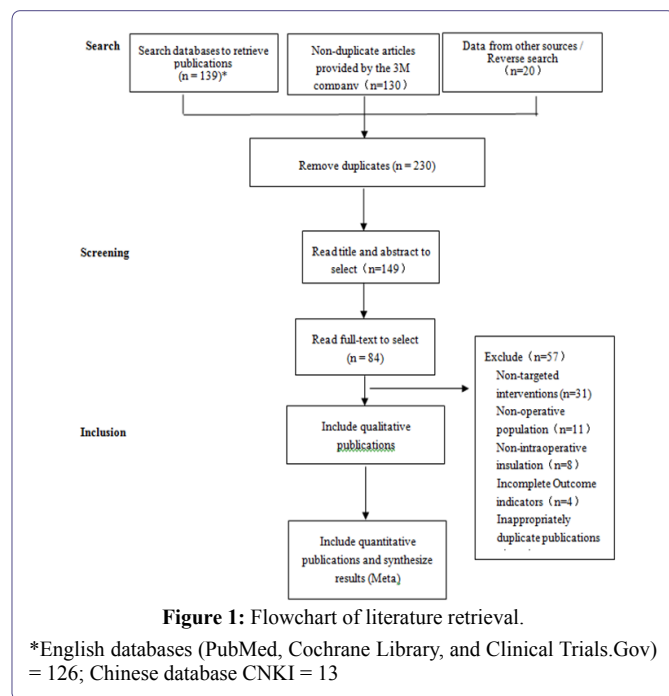 Search
Search databases to retrieve
publications
(n = 139)*
Non-duplicate articles
provided by the 3M
company（n=130）
Data from other sources /
Reverse search
（n=20）
Remove duplicates (n = 230)
Screening
Read title and abstract to
select（n=149）
Read full-text to select
(n = 84)
Exclude（n=57）
Non-targeted
interventions (n=31)
Non-operative
population（n=11）
Non-intraoperative
insulation（n=8）
Incomplete Outcome
indicators（n=4）
Inappropriately
duplicate publications
Inclusion
Include qualitative
publications
Include quantitative
publications and synthesize
results (Meta)
Figure 1: Flowchart of literature retrieval.
*English databases (PubMed, Cochrane Library, and Clinical Trials.Gov)
= 126; Chinese database CNKI = 13